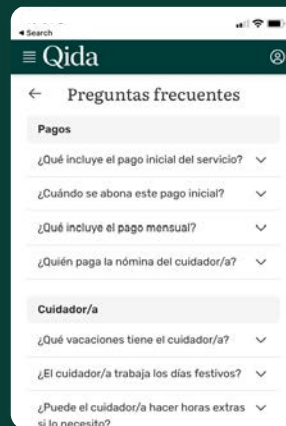 Search
Qida
Preguntas frecuentes
Pagos
¿Qué incluye el pago inicial del servicio?
¿Cuándo se abona este pago inicial?
¿Qué incluye el pago mensual?
¿Quién paga la nómina del cuidador/a?
Cuidador/a
¿Qué vacaciones tiene el cuidador/a?
¿El cuidador/a trabaja los días festivos?
¿Puede el cuidador/a hacer horas extras
si lo necesito?